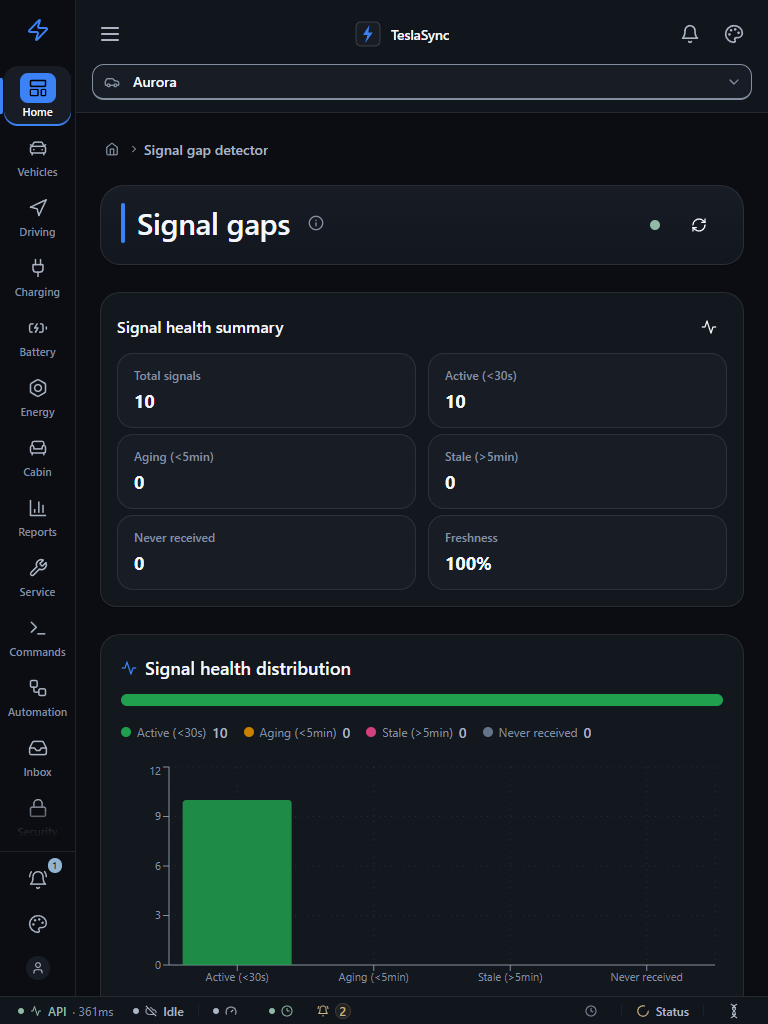 TeslaSync
Aurora
Home
Vehicles
Driving
Charging
Battery
Energy
Cabin
Reports
Service
Commands
Automation
Inbox
Security
1
Signal gap detector
Signal gaps
Signal health summary
Total signals
10
Active (<30s)
10
Aging (<5min)
0
Stale (>5min)
0
Never received
0
Freshness
100%
Signal health distribution
Active (<30s) 10 Aging (<5min) 0 Stale (>5min) 0 Never received 0
12
9
6
3
0
Active (<30s) Aging (<5min) Stale (>5min) Never received
API · 361ms Idle 2 Status